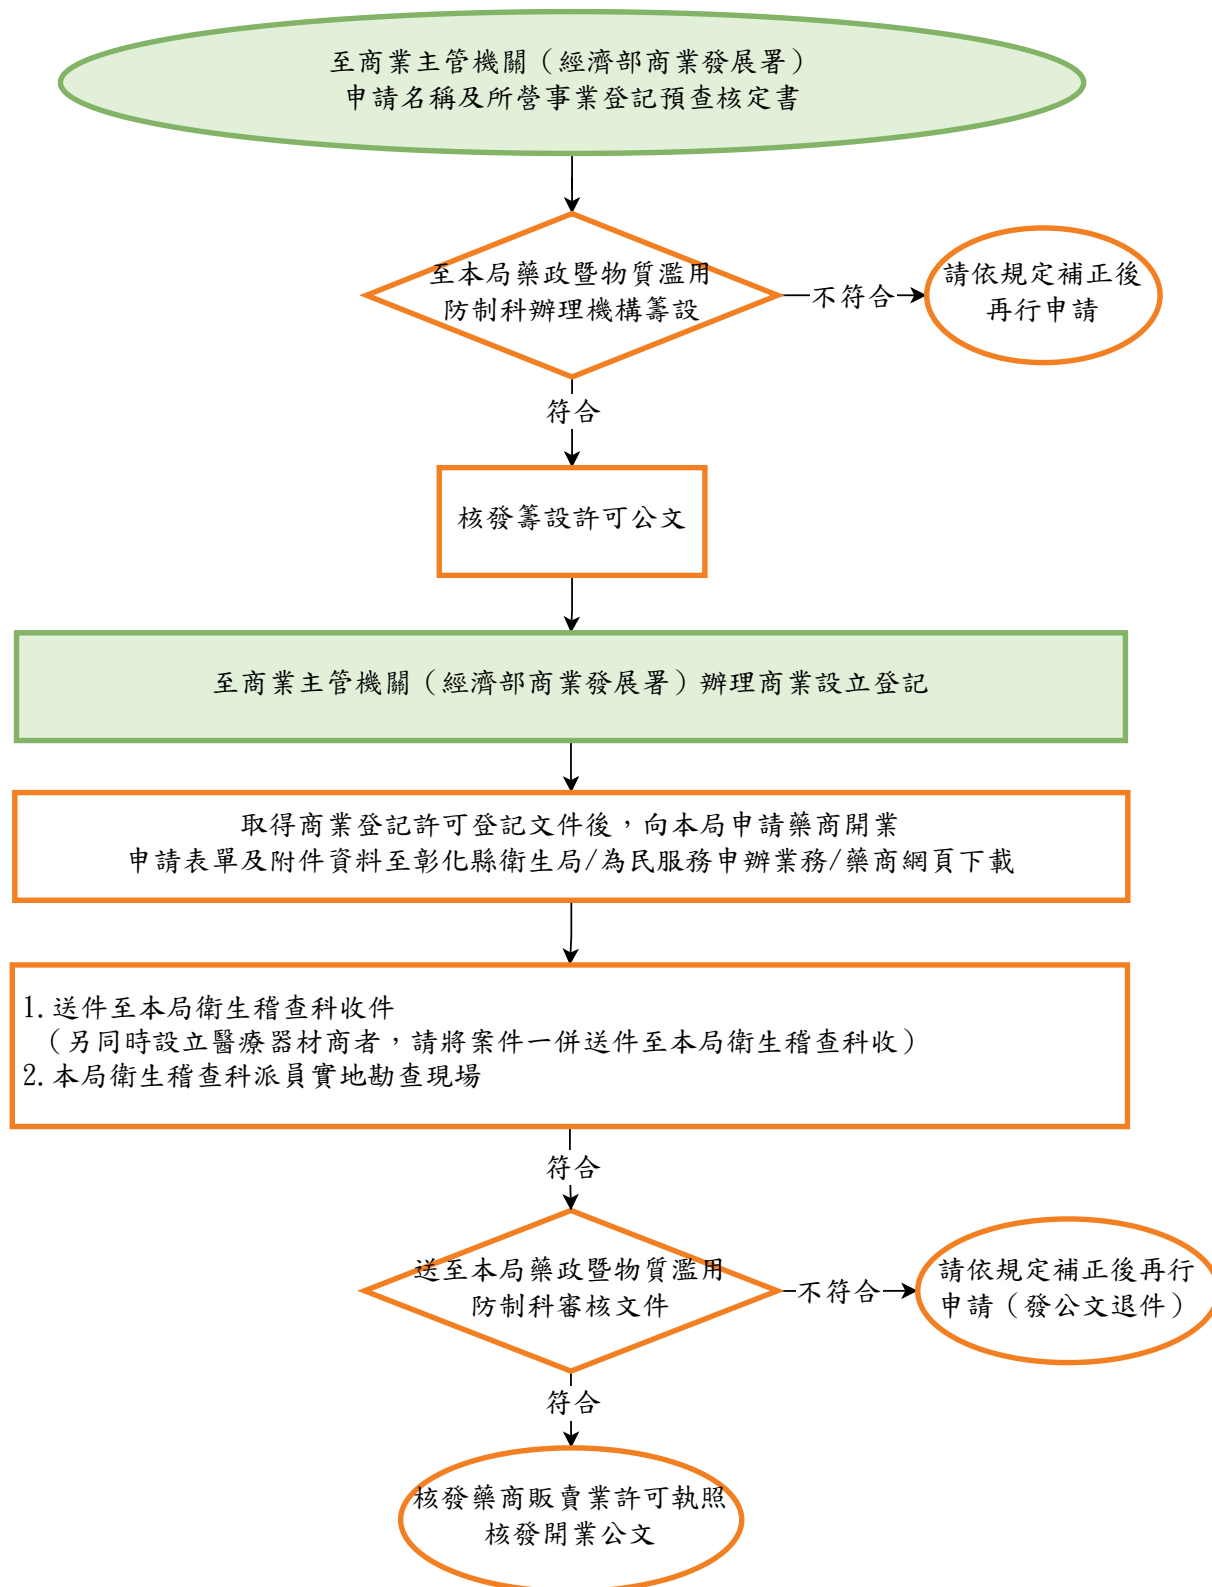 至商業主管機關（經濟部商業發展署）
申請名稱及所營事業登記預查核定書
至本局藥政暨物質濫用
防制科辦理機構籌設
不符合
請依規定補正後
再行申請
符合
核發籌設許可公文
至商業主管機關（經濟部商業發展署）辦理商業設立登記
取得商業登記許可登記文件後，向本局申請藥商開業
申請表單及附件資料至彰化縣衛生局/為民服務申辦業務/藥商網頁下載
1.送件至本局衛生稽查科收件
（另同時設立醫療器材商者，請將案件一併送件至本局衛生稽查科收）
2.本局衛生稽查科派員實地勘查現場
符合
送至本局藥政暨物質濫用
防制科審核文件
不符合
請依規定補正後再行
申請（發公文退件）
符合
核發藥商販賣業許可執照
核發開業公文